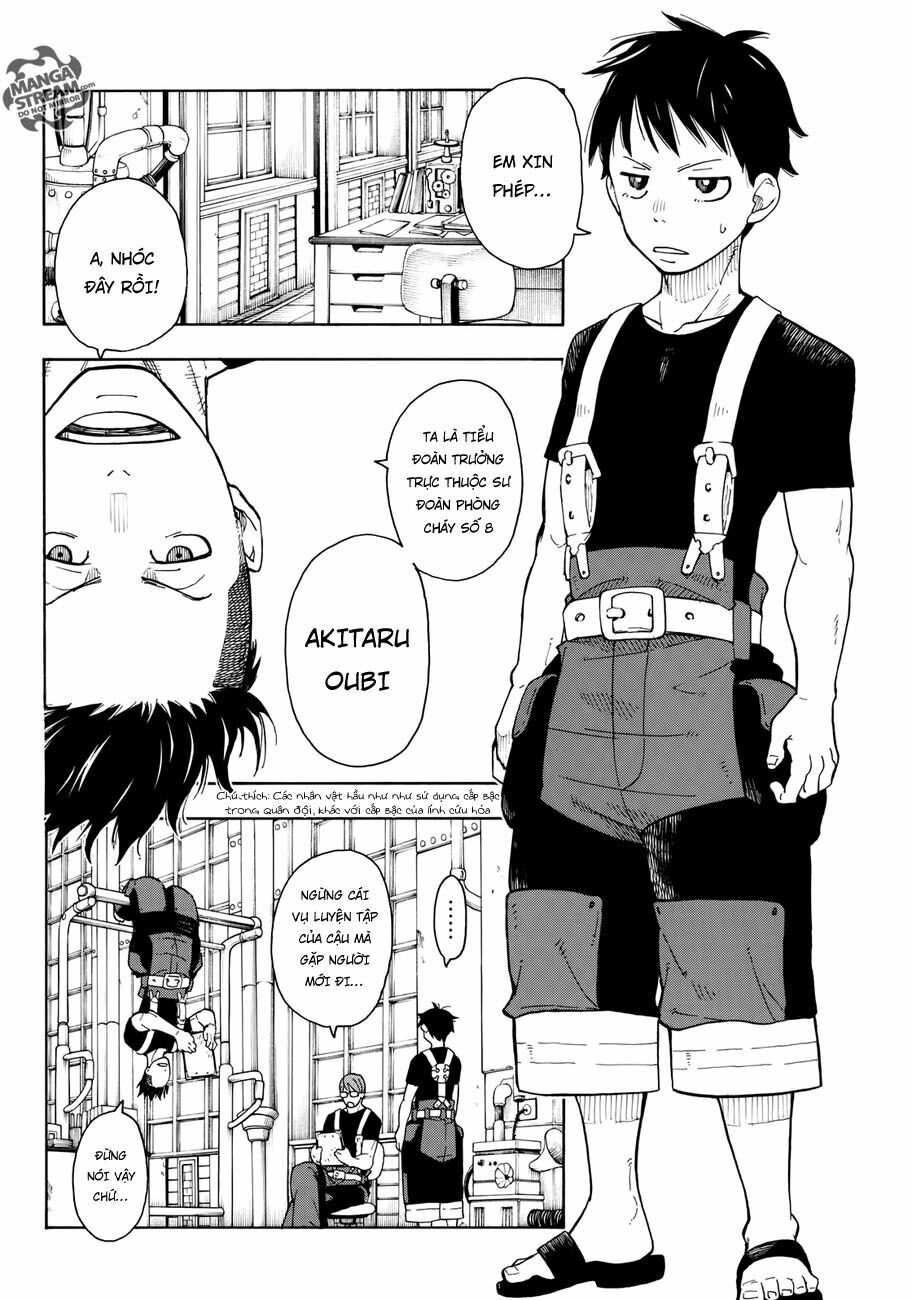 MANGA
STREAM.com
DO NOT MIRROR!
EM XIN
PHÉP...
A, NHÓC
ĐÂY RỒI!
TA LÀ TIỂU
ĐOÀN TRƯỞNG
TRỰC THUỘC SƯ
ĐOÀN PHÒNG
CHÁY SỐ 8
AKITARU
OUBI
Chú thích: Các nhân vật hầu như như sử dụng cấp bậc
trong quân đội, khác với cấp bậc của lính cứu hỏa
......
NGỪNG CÁI
VỤ LUYỆN TẬP
CỦA CẬU MÀ
GẶP NGƯỜI
MỚI ĐI...
ĐỪNG
NÓI VẬY
CHỨ...